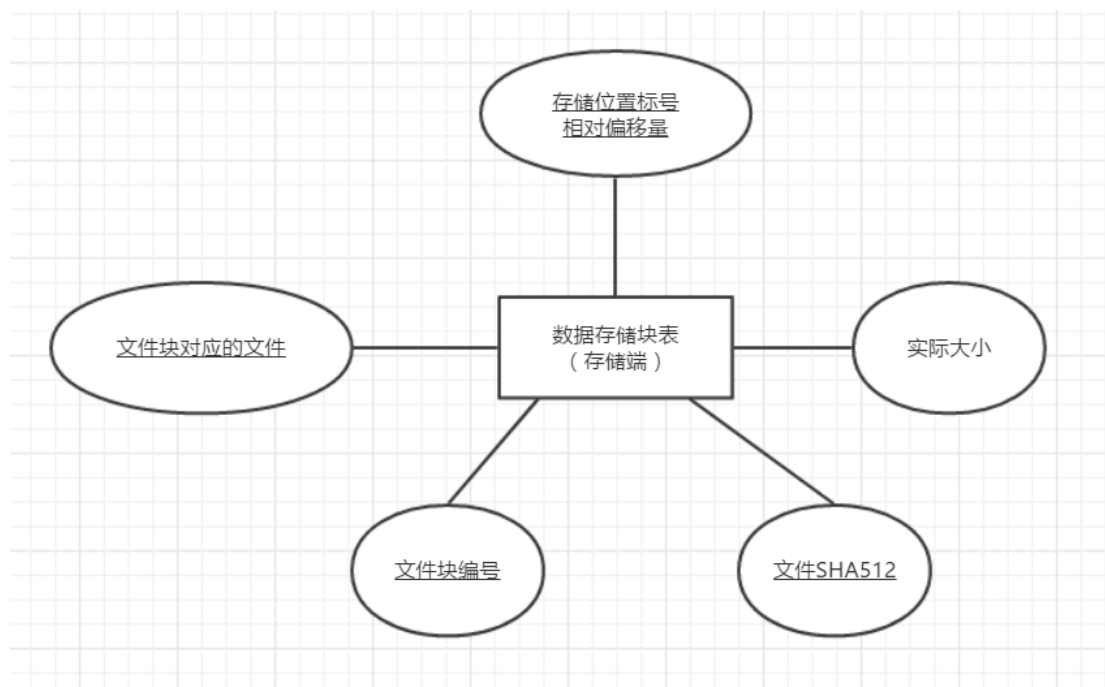 存储位置标号
相对偏移量
文件块对应的文件
数据存储块表
（存储端）
实际大小
文件块编号
文件SHA512